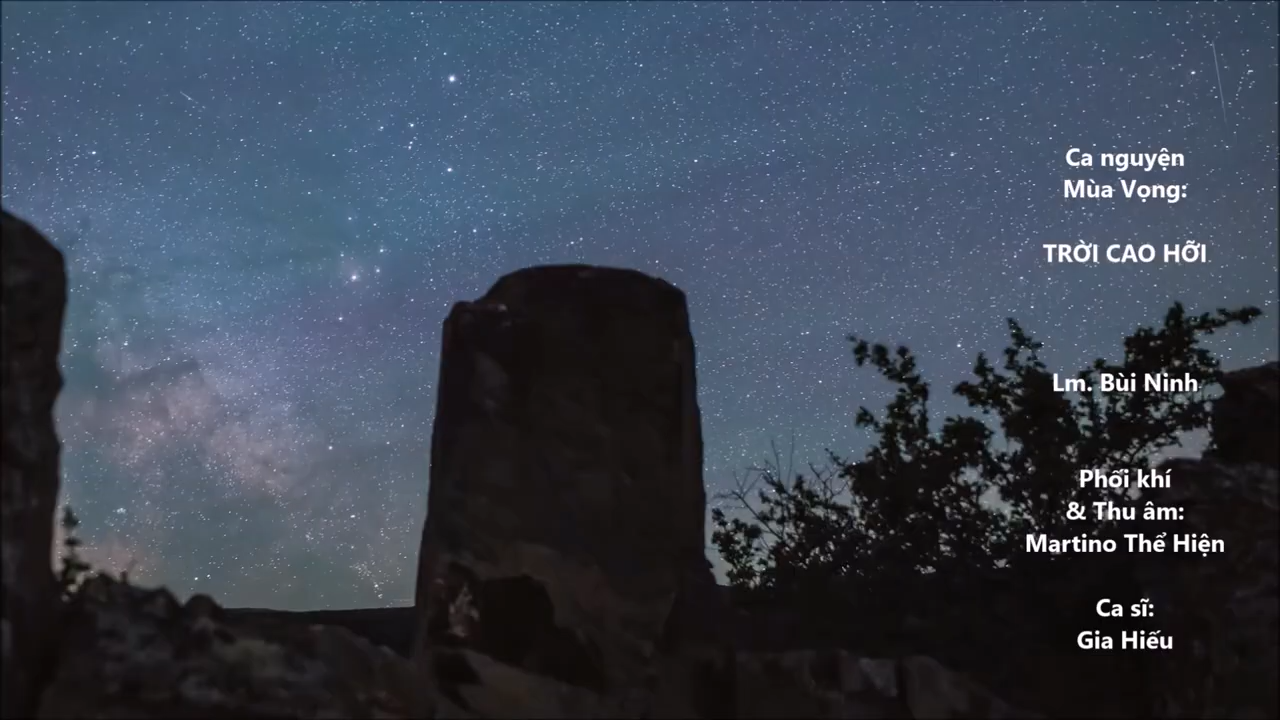 Ca nguyện
Mùa Vọng:
TRỜI CAO HỠI
Lm. Bùi Ninh
Phối khí
& Thu âm:
Martino Thể Hiện
Ca sĩ:
Gia Hiếu